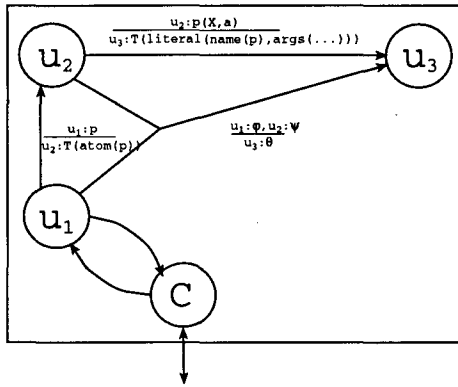 u2:p(X,a)
u3:T(literal(name(p),args(...)))
u2
u3
u1:p
u2:T(atom(p))
u1:φ,u2:ψ
u3:θ
u1
C